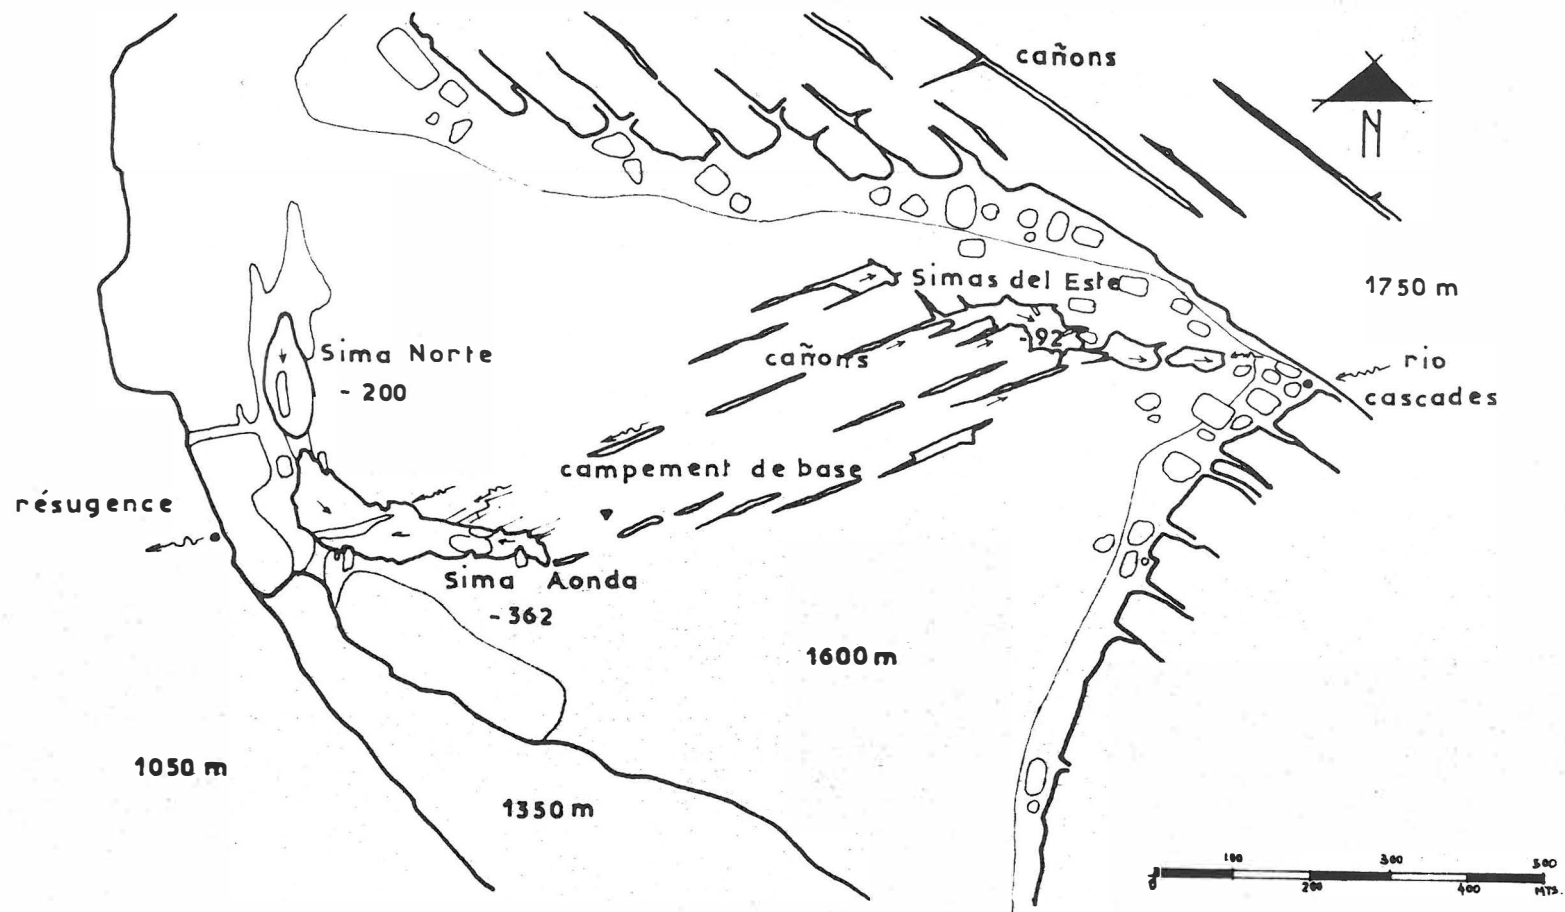 cañons
N
1750 m
Simas del Este
-92
cañons
rio
cascades
Sima Norte
- 200
campement de base
résugence
Sima Aonda
- 362
1600 m
1050 m
1350 m
0 100 200 300 400 500
MTS.